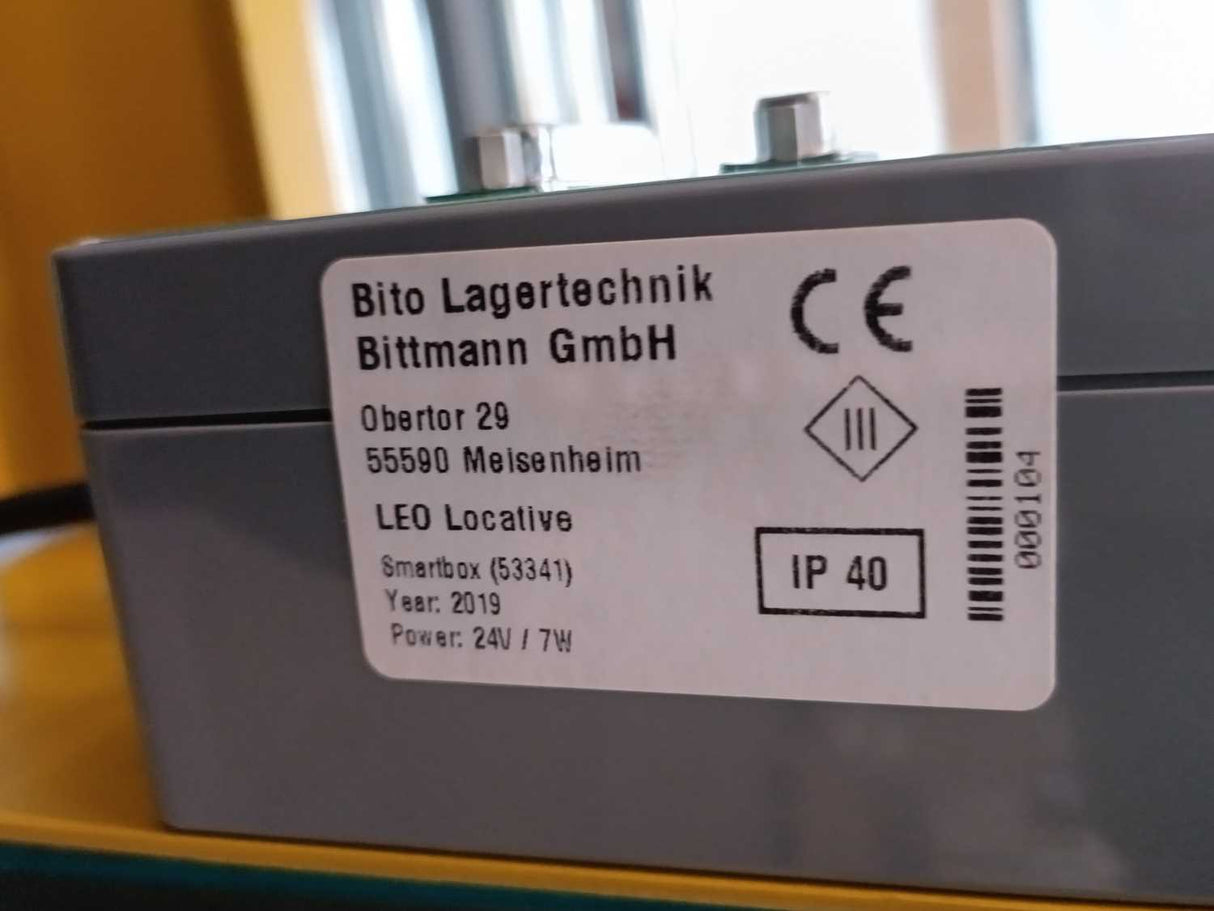 Bito Lagertechnik
Bittmann GmbH
Obertor 29
55590 Meisenheim
LEO Locative
Smartbox (53341)
Year: 2019
Power: 24V / 7W
CE
III
IP 40
000104